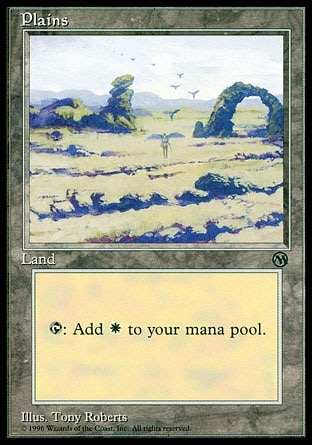 Plains
Land
: Add to your mana pool.
Illus. Tony Roberts
© 1996 Wizards of the Coast, Inc. All rights reserved.